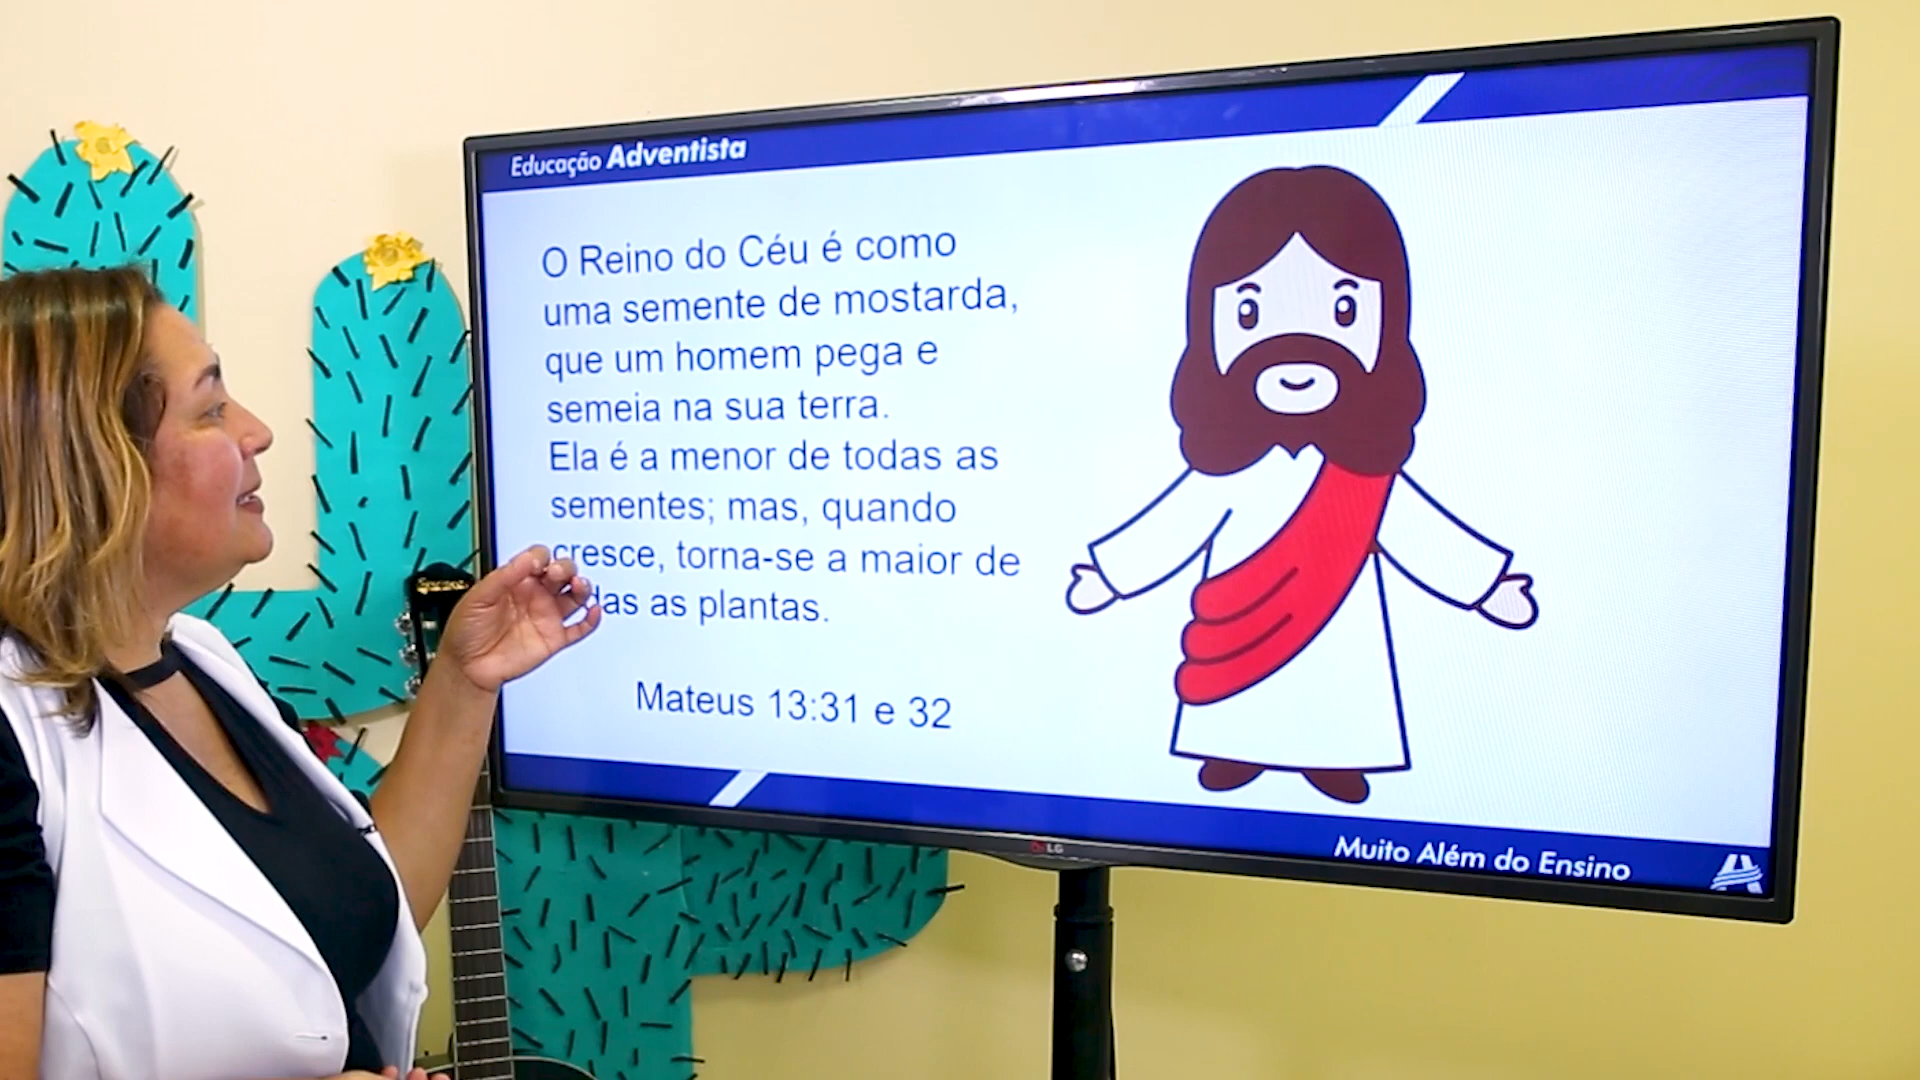 Educação Adventista
O Reino do Céu é como
uma semente de mostarda,
que um homem pega e
semeia na sua terra.
Ela é a menor de todas as
sementes; mas, quando
cresce, torna-se a maior de
as plantas.
Mateus 13:31 e 32
LG
Muito Além do Ensino